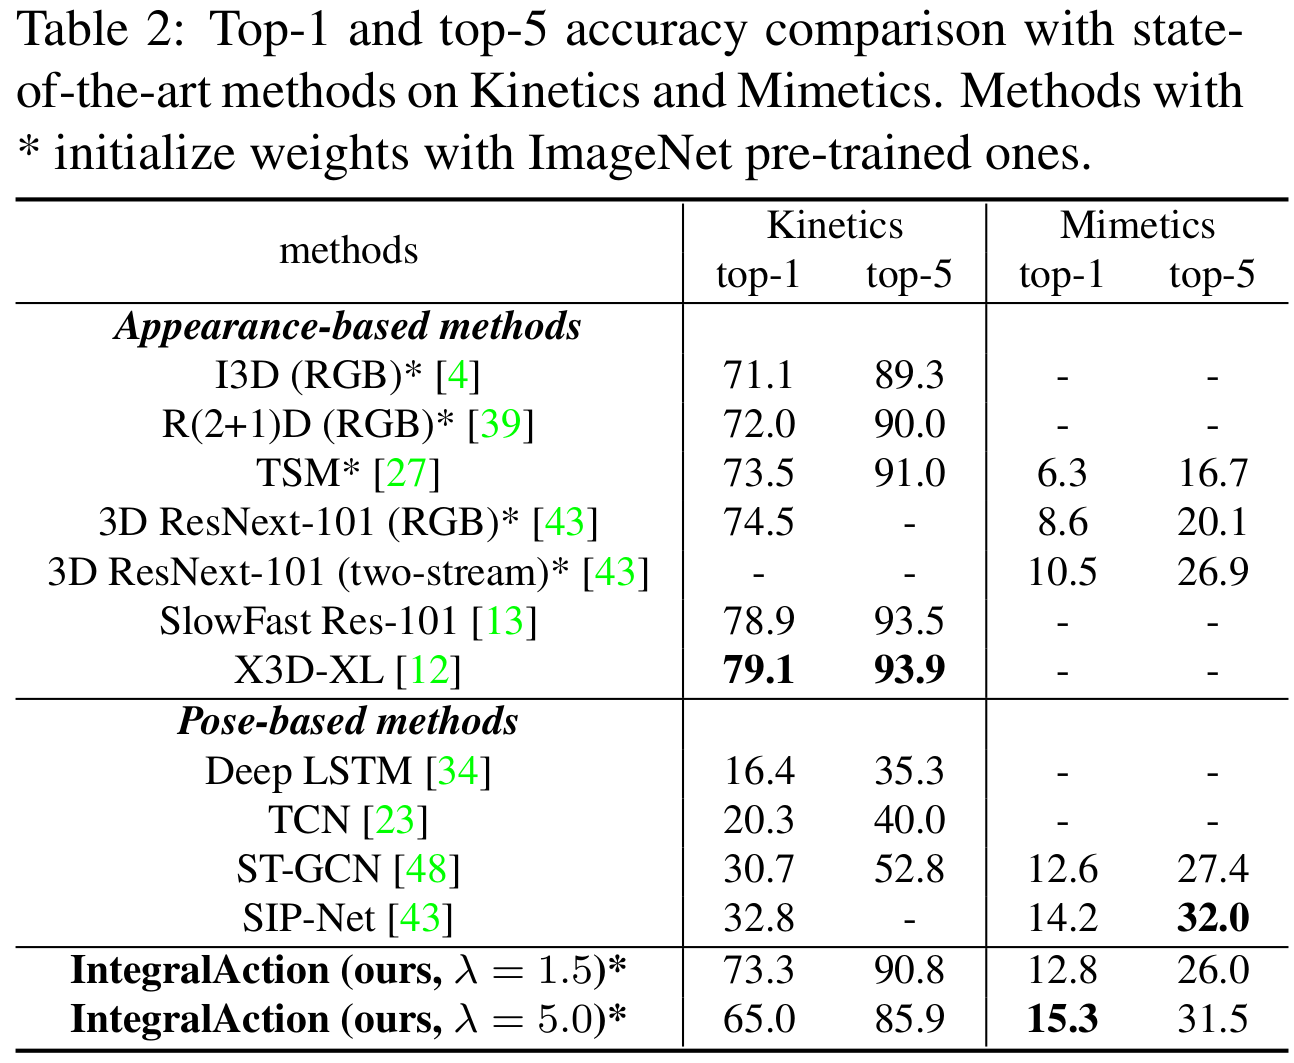 Table 2: Top-1 and top-5 accuracy comparison with state-
of-the-art methods on Kinetics and Mimetics. Methods with
* initialize weights with ImageNet pre-trained ones.
methods Kinetics Mimetics
top-1 top-5 top-1 top-5
Appearance-based methods
I3D (RGB)* [4] 71.1 89.3 - -
R(2+1)D (RGB)* [39] 72.0 90.0 - -
TSM* [27] 73.5 91.0 6.3 16.7
3D ResNext-101 (RGB)* [43] 74.5 - 8.6 20.1
3D ResNext-101 (two-stream)* [43] - - 10.5 26.9
SlowFast Res-101 [13] 78.9 93.5 - -
X3D-XL [12] 79.1 93.9 - -
Pose-based methods
Deep LSTM [34] 16.4 35.3 - -
TCN [23] 20.3 40.0 - -
ST-GCN [48] 30.7 52.8 12.6 27.4
SIP-Net [43] 32.8 - 14.2 32.0
IntegralAction (ours, λ = 1.5)* 73.3 90.8 12.8 26.0
IntegralAction (ours, λ = 5.0)* 65.0 85.9 15.3 31.5